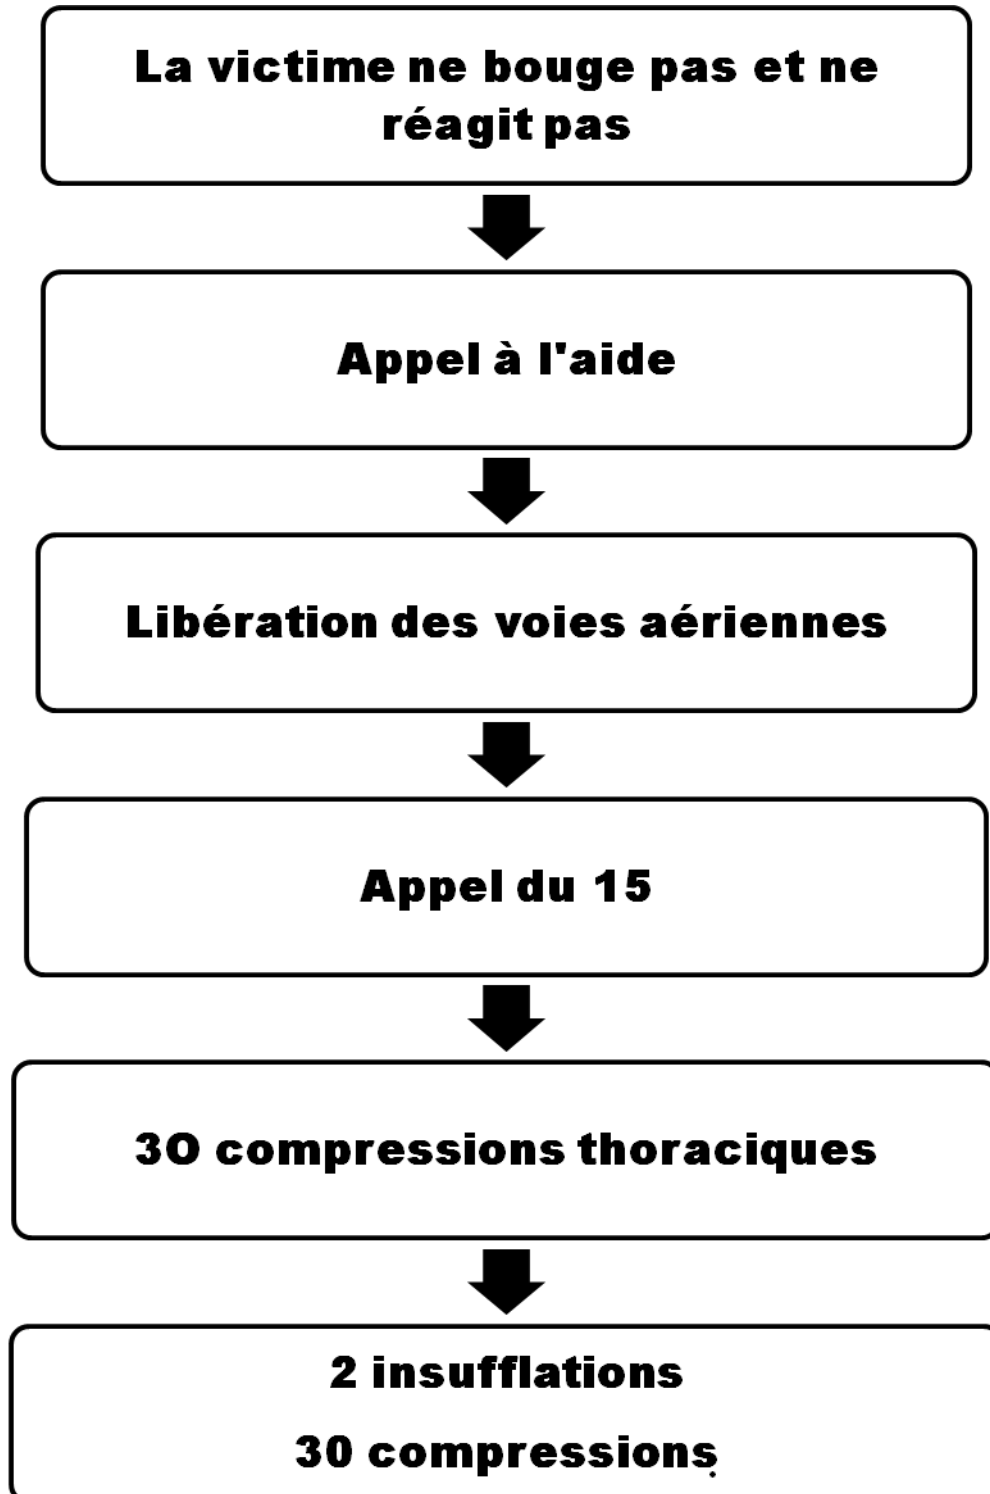 La victime ne bouge pas et ne
réagit pas
Appel à l'aide
Libération des voies aériennes
Appel du 15
3O compressions thoraciques
2 insufflations
30 compressions.